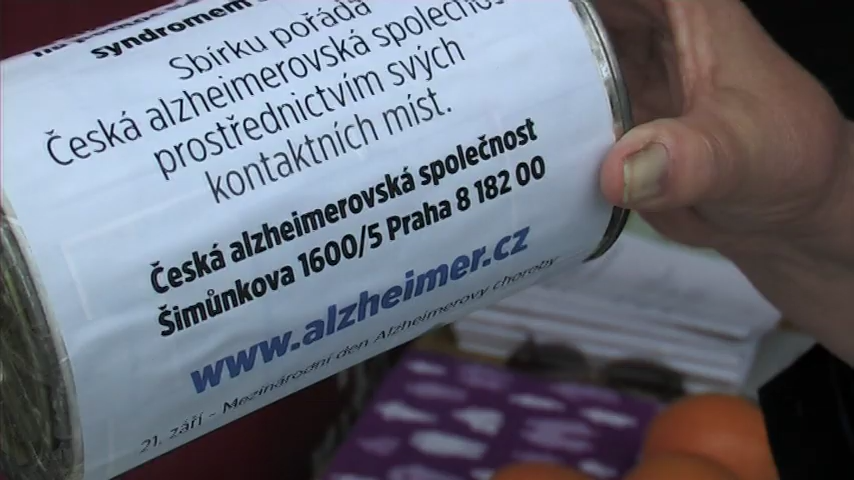 syndromem
Sbírku pořádá
Česká alzheimerovská společnost
prostřednictvím svých
kontaktních míst.
Česká alzheimerovská společnost
Šimůnkova 1600/5 Praha 8 182 00
www.alzheimer.cz
21. září - Mezinárodní den Alzheimerovy choroby